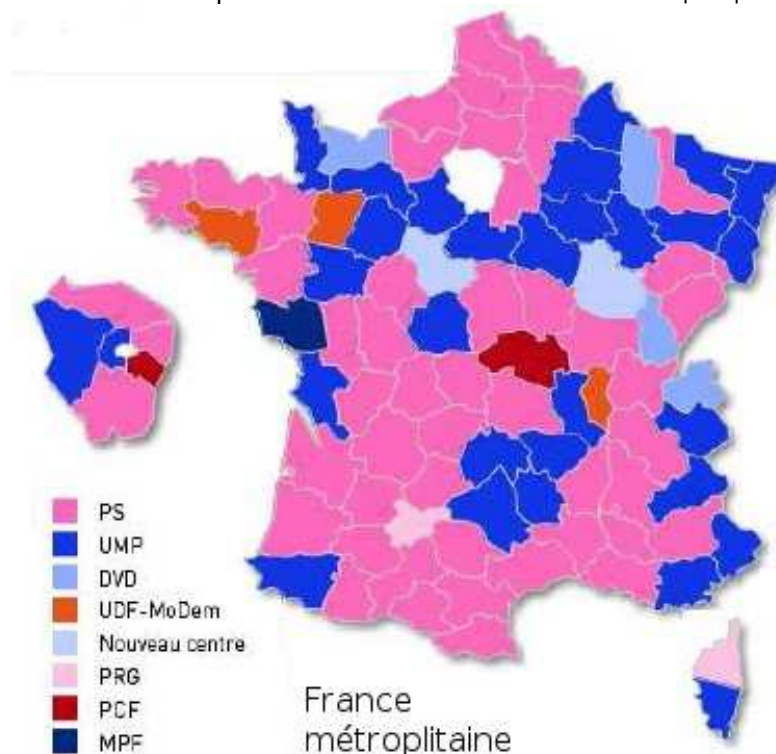 PS
UMP
DVD
UDF-MoDem
Nouveau centre
PRG
PCF
MPF
France
métroplitaine